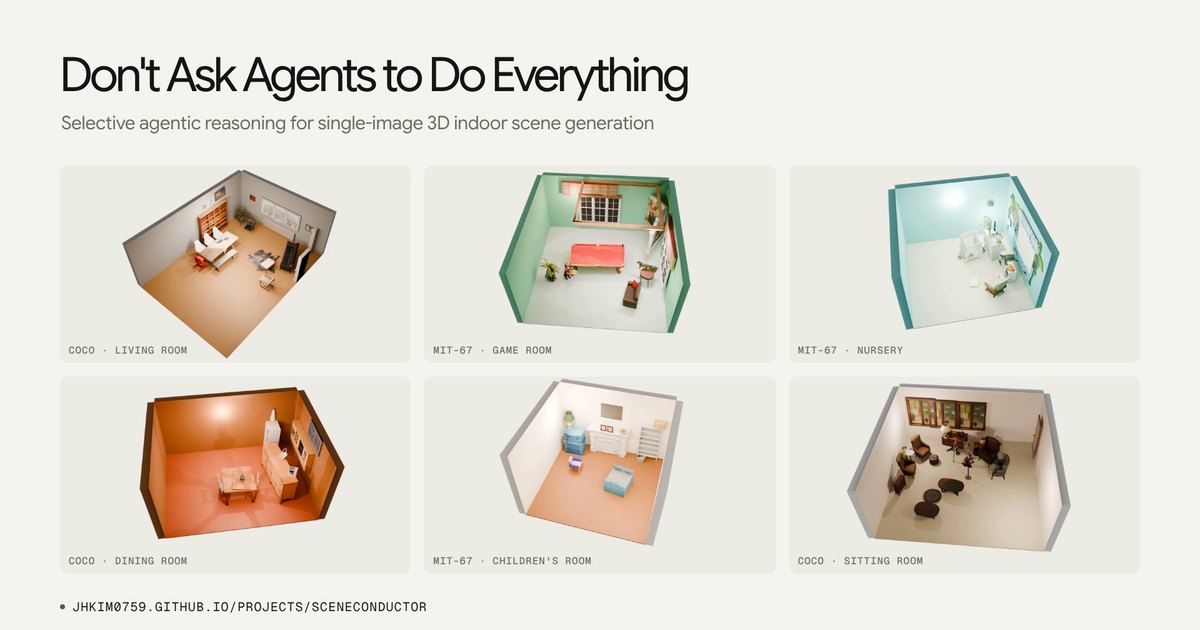 Don't Ask Agents to Do Everything
Selective agentic reasoning for single-image 3D indoor scene generation
COCO · LIVING ROOM
MIT-67 · GAME ROOM
MIT-67 · NURSERY
COCO · DINING ROOM
MIT-67 · CHILDREN'S ROOM
COCO · SITTING ROOM
JHKIM0759.GITHUB.IO/PROJECTS/SCENECONDUCTOR